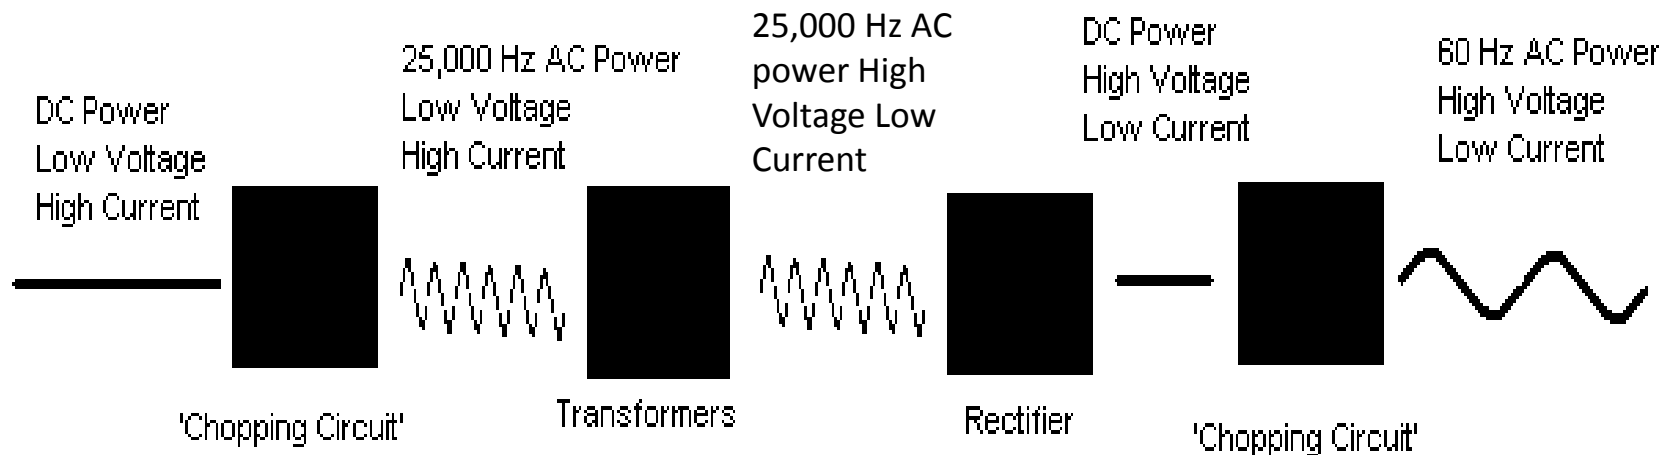 DC Power
Low Voltage
High Current
25,000 Hz AC Power
Low Voltage
High Current
25,000 Hz AC
power High
Voltage Low
Current
DC Power
High Voltage
Low Current
60 Hz AC Power
High Voltage
Low Current
'Chopping Circuit'
Transformers
Rectifier
'Chopping Circuit'